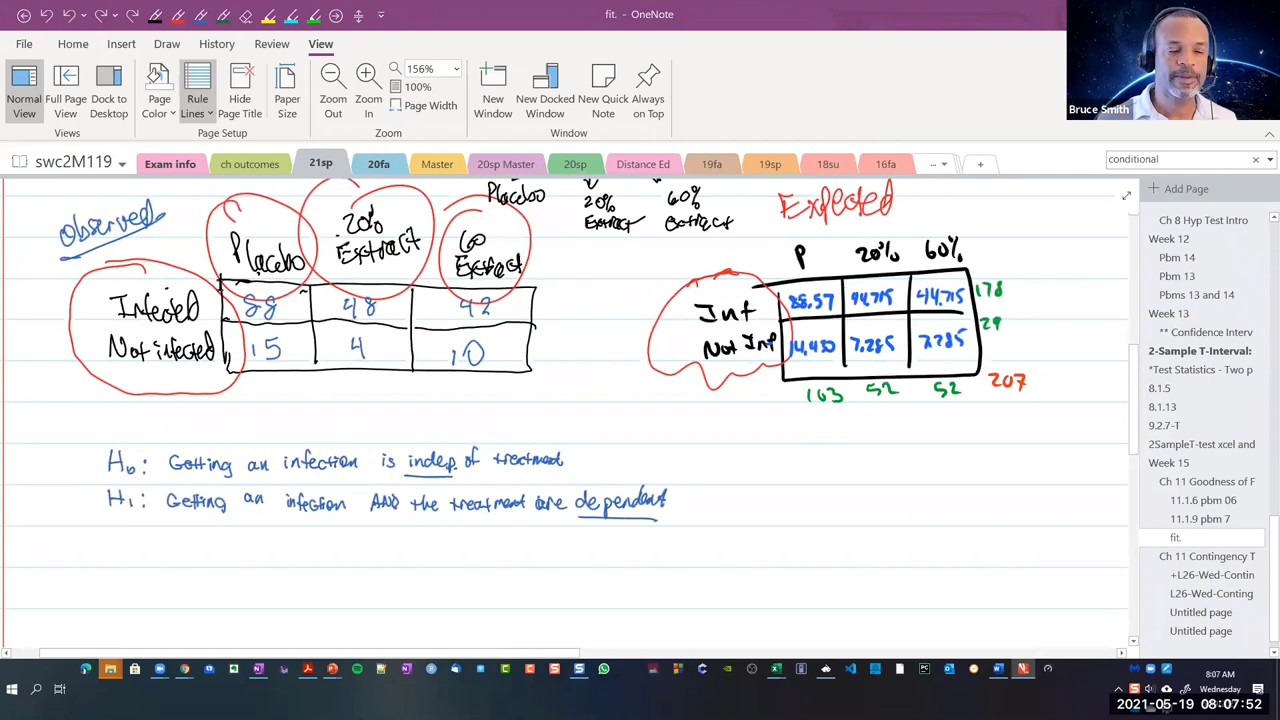 fit. - OneNote
File Home Insert Draw History Review View
156%
100%
Page Width
Normal View
Full Page View
Dock to Desktop
Page Color
Rule Lines
Hide Page Title
Paper Size
Zoom Out
Zoom In
New Window
New Docked Window
New Quick Note
Always on Top
Views
Page Setup
Zoom
Window
Bruce Smith
swc2M119
Exam info ch outcomes 21sp 20fa Master 20sp Master 20sp Distance Ed 19fa 19sp 18su 16fa
conditional
Add Page
Ch 8 Hyp Test Intro
Week 12
Pbm 14
Pbm 13
Pbms 13 and 14
Week 13
** Confidence Interv
2-Sample T-Interval:
*Test Statistics - Two p
8.1.5
8.1.13
9.2.7-T
2SampleT-test xcel and
Week 15
Ch 11 Goodness of F
11.1.6 pbm 06
11.1.9 pbm 7
fit.
Ch 11 Contingency T
+L26-Wed-Contin
L26-Wed-Conting
Untitled page
Untitled page
Placebo 20% Extract 60% Extract
Observed
Placebo 20% Extract 60 Extract
Infected 88 48 42
Not infected 15 4 10
Expected
P 20% 60%
Inf 88.57 44.715 44.715 178
Not Inf 14.430 7.285 7.285 29
103 52 52 207
H0: Getting an infection is indep. of treatment
H1: Getting an infection AND the treatment are dependent
8:07 AM
Wednesday
2021-05-19 08:07:52